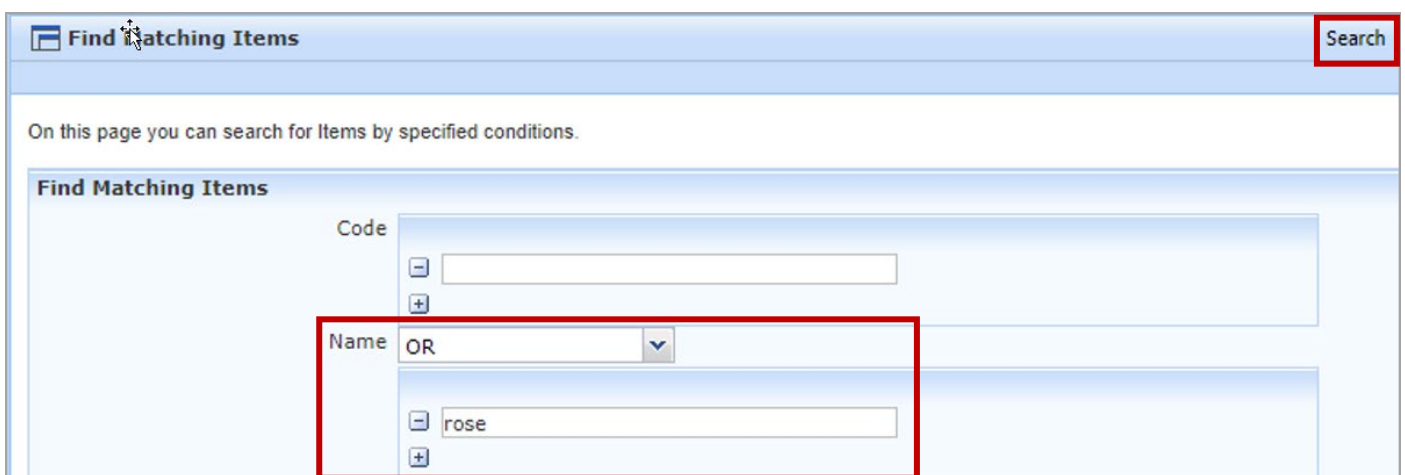 Find Matching Items
Search
On this page you can search for Items by specified conditions.
Find Matching Items
Code
Name OR
rose